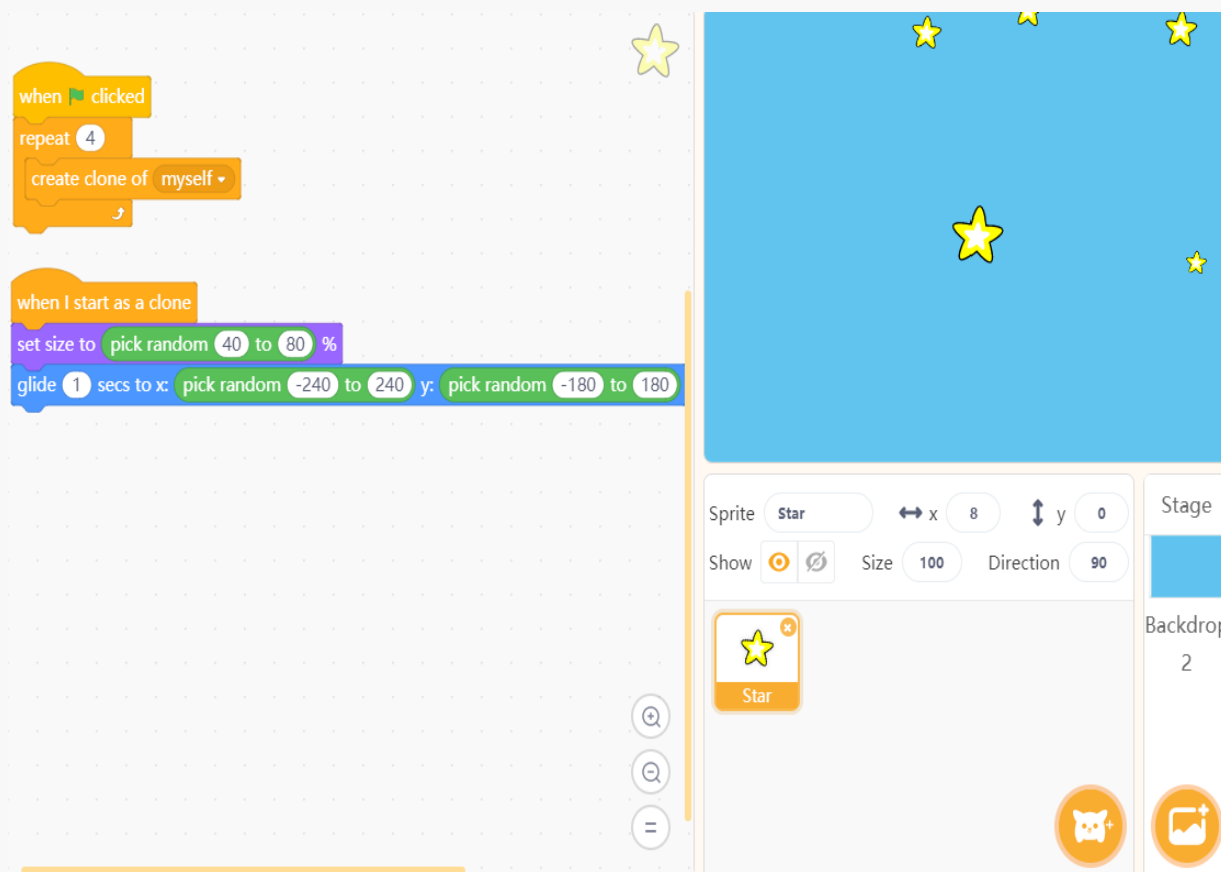 when clicked
repeat 4
create clone of myself
when I start as a clone
set size to pick random 40 to 80 %
glide 1 secs to x: pick random -240 to 240 y: pick random -180 to 180
Sprite Star x 8 y 0
Show Size 100 Direction 90
Star
Stage
Backdrop
2